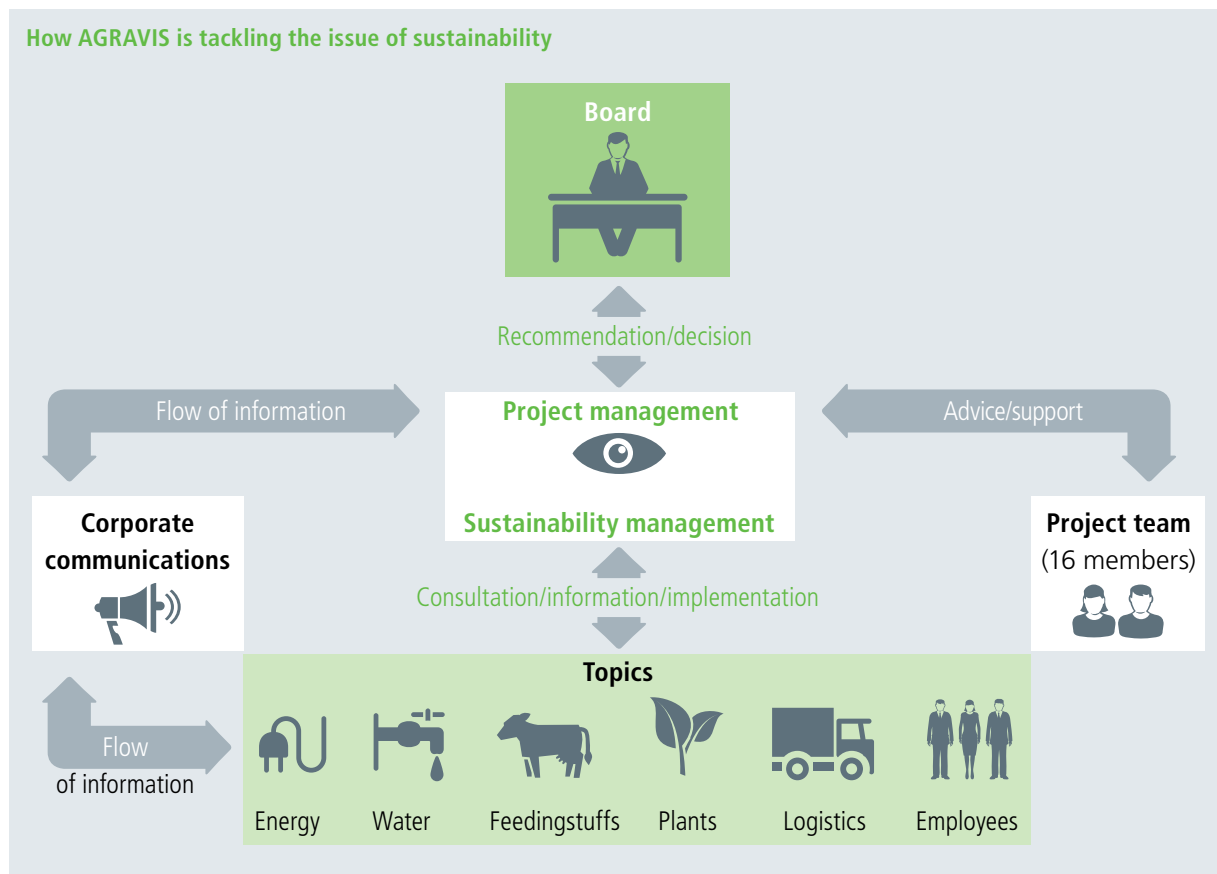 How AGRAVIS is tackling the issue of sustainability
Board
Recommendation/decision
Flow of information
Project management
Advice/support
Sustainability management
Corporate
communications
Project team
(16 members)
Consultation/information/implementation
Topics
Flow
of information
Energy
Water
Feedingstuffs
Plants
Logistics
Employees